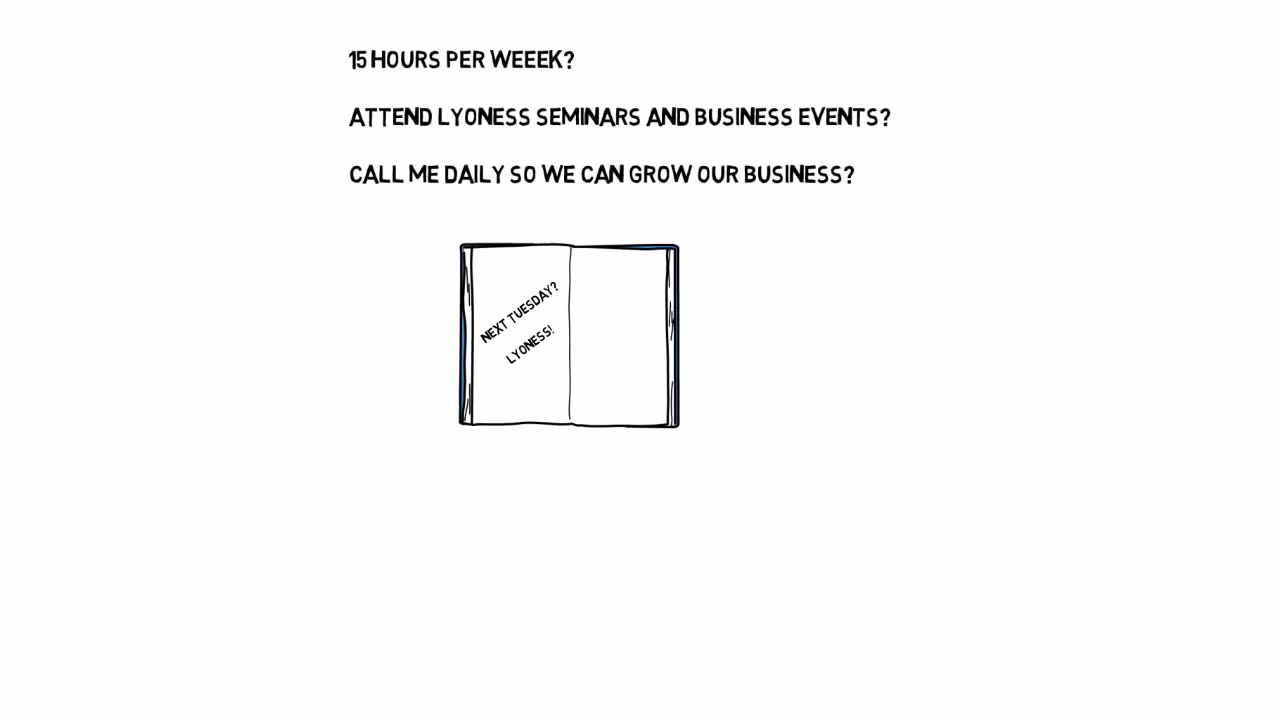 15 HOURS PER WEEEK?
ATTEND LYONESS SEMINARS AND BUSINESS EVENTS?
CALL ME DAILY SO WE CAN GROW OUR BUSINESS?
NEXT TUESDAY?
LYONESS!